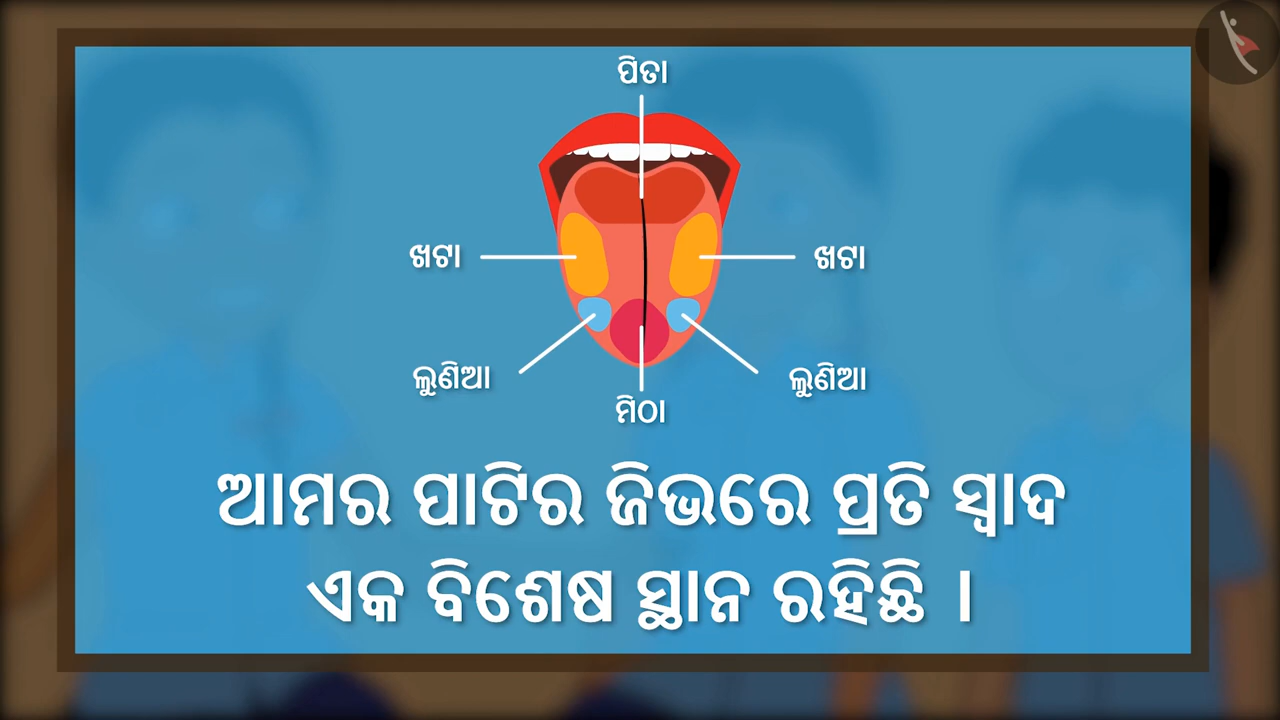 ପିତା
ଖଟା
ଖଟା
ଲୁଣିଆ
ଲୁଣିଆ
ମିଠା
ଆମର ପାଟିର ଜିଭରେ ପ୍ରତି ସ୍ୱାଦ
ଏକ ବିଶେଷ ସ୍ଥାନ ରହିଛି ।